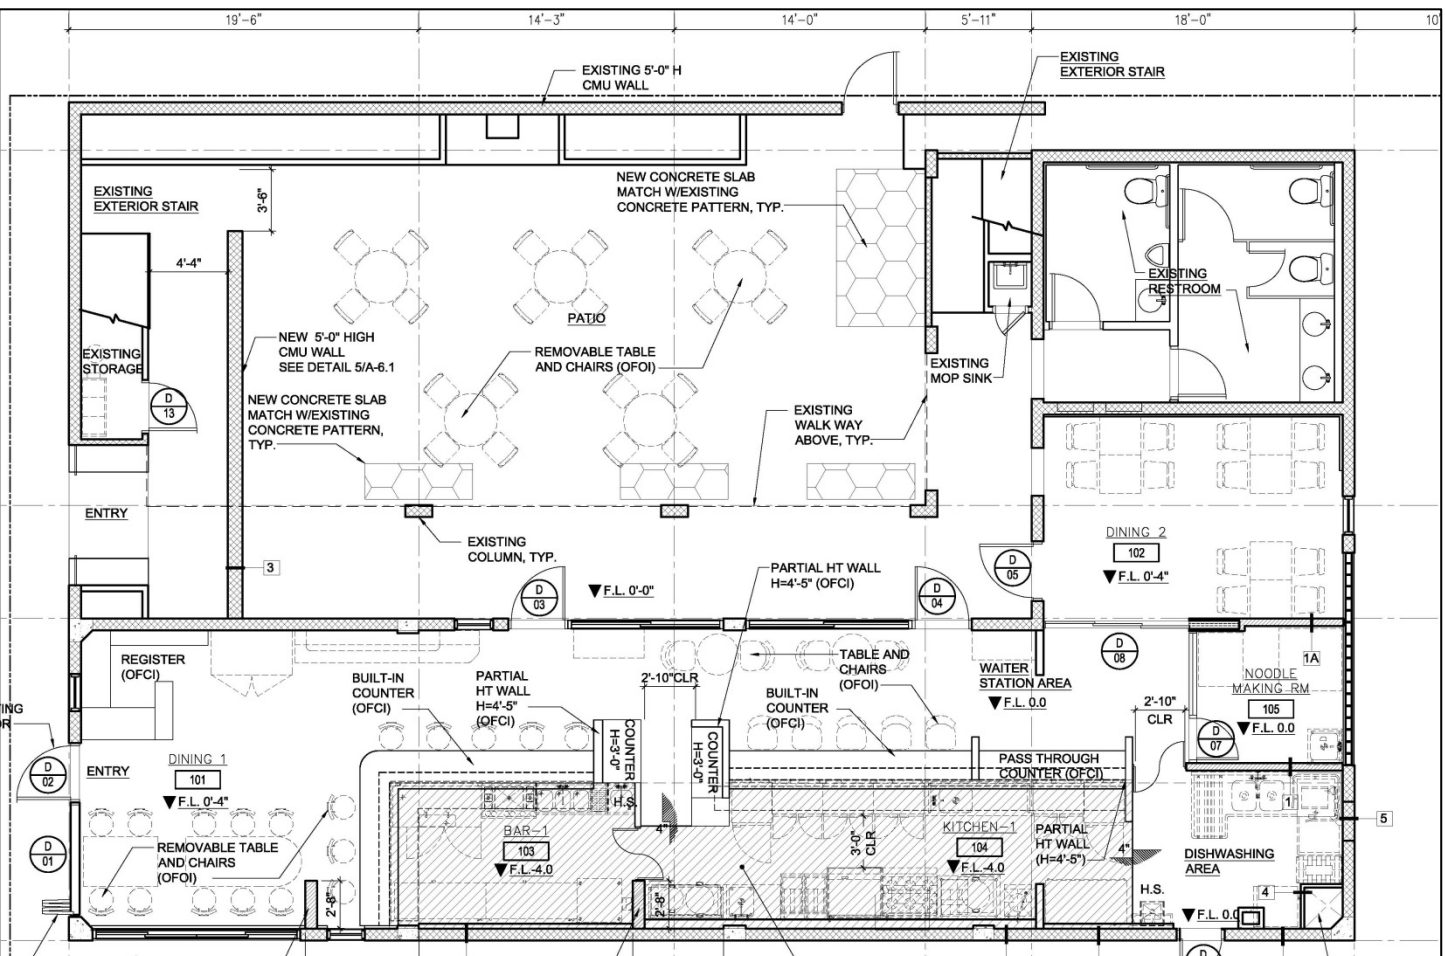 19'-6"
14'-3"
14'-0"
5'-11"
18'-0"
10'
EXISTING 5'-0" H
CMU WALL
EXISTING
EXTERIOR STAIR
EXISTING
EXTERIOR STAIR
3'-6"
NEW CONCRETE SLAB
MATCH W/EXISTING
CONCRETE PATTERN, TYP.
4'-4"
EXISTING
RESTROOM
PATIO
NEW 5'-0" HIGH
CMU WALL
SEE DETAIL 5/A-6.1
EXISTING
STORAGE
REMOVABLE TABLE
AND CHAIRS (OFOI)
EXISTING
MOP SINK
D
13
NEW CONCRETE SLAB
MATCH W/EXISTING
CONCRETE PATTERN,
TYP.
EXISTING
WALK WAY
ABOVE, TYP.
ENTRY
EXISTING
COLUMN, TYP.
DINING 2
102
F.L. 0'-4"
3
D
03
F.L. 0'-0"
PARTIAL HT WALL
H=4'-5" (OFCI)
D
04
D
05
REGISTER
(OFCI)
BUILT-IN
COUNTER
(OFCI)
PARTIAL
HT WALL
H=4'-5"
(OFCI)
2'-10"CLR
TABLE AND
CHAIRS
(OFOI)
BUILT-IN
COUNTER
(OFCI)
WAITER
STATION AREA
F.L. 0.0
D
08
1A
NOODLE
MAKING RM
105
F.L. 0.0
2'-10"
CLR
D
07
D
02
ENTRY
DINING 1
101
F.L. 0'-4"
COUNTER
H=3'-0"
COUNTER
H=3'-0"
PASS THROUGH
COUNTER (OFCI)
H.S.
4"
BAR-1
103
F.L.-4.0
3'-0"
CLR
KITCHEN-1
104
F.L.-4.0
PARTIAL
HT WALL
(H=4'-5")
4"
1
5
DISHWASHING
AREA
D
01
REMOVABLE TABLE
AND CHAIRS
(OFOI)
2'-8"
2'-8"
H.S.
4
F.L. 0.0
D